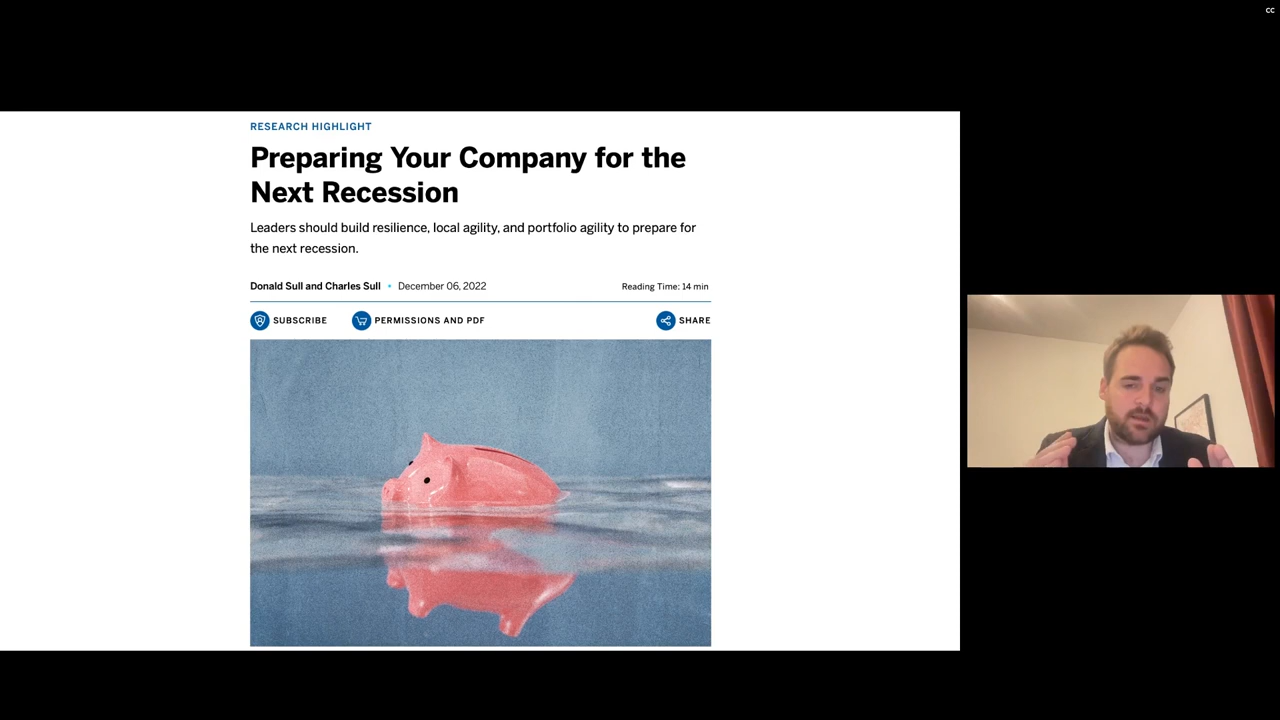 CC
RESEARCH HIGHLIGHT
Preparing Your Company for the
Next Recession
Leaders should build resilience, local agility, and portfolio agility to prepare for
the next recession.
Donald Sull and Charles Sull • December 06, 2022 Reading Time: 14 min
SUBSCRIBE PERMISSIONS AND PDF SHARE